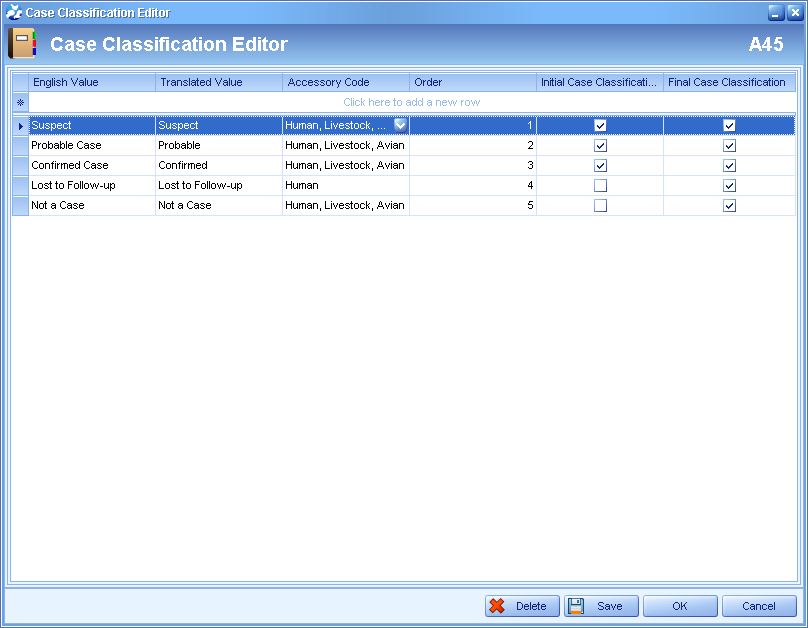 Case Classification Editor
Case Classification Editor A45
English Value Translated Value Accessory Code Order Initial Case Classificati... Final Case Classification
Click here to add a new row
Suspect Suspect Human, Livestock, ... 1
Probable Case Probable Human, Livestock, Avian 2
Confirmed Case Confirmed Human, Livestock, Avian 3
Lost to Follow-up Lost to Follow-up Human 4
Not a Case Not a Case Human, Livestock, Avian 5
Delete Save OK Cancel